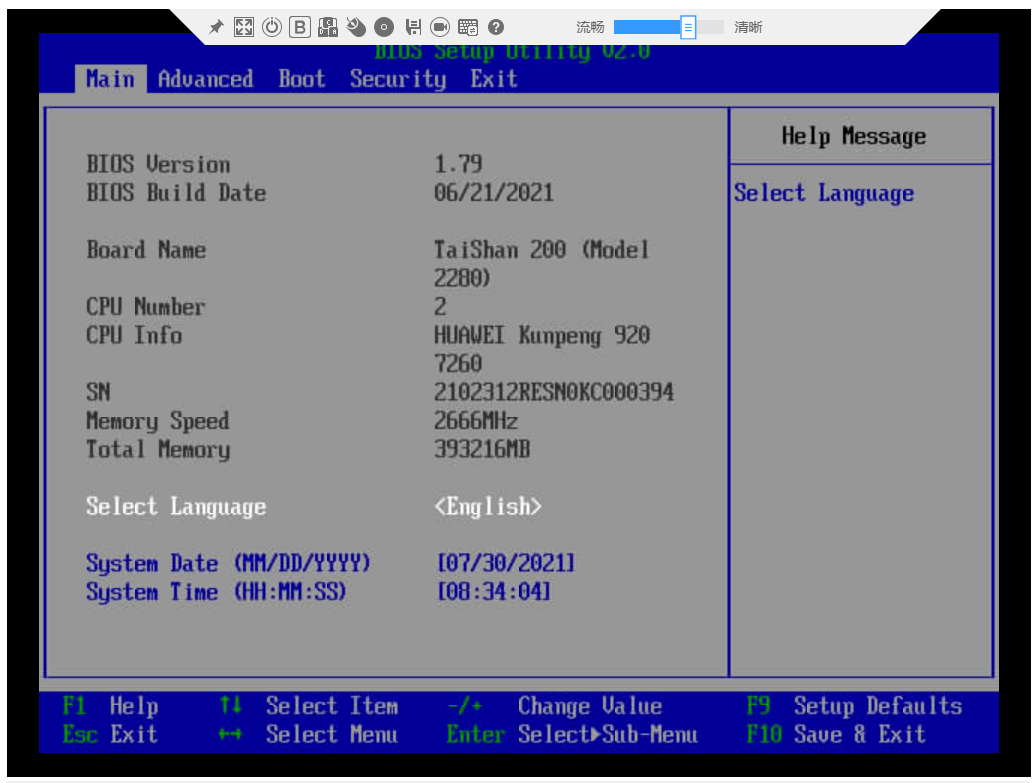 流畅 清晰
BIOS Setup Utility V2.0
Main Advanced Boot Security Exit
Help Message
BIOS Version 1.79
BIOS Build Date 06/21/2021
Select Language
Board Name TaiShan 200 (Model
2280)
CPU Number 2
CPU Info HUAWEI Kunpeng 920
7260
SN 2102312RESN0KC000394
Memory Speed 2666MHz
Total Memory 393216MB
Select Language <English>
System Date (MM/DD/YYYY) [07/30/2021]
System Time (HH:MM:SS) [08:34:04]
F1 Help ↑↓ Select Item -/+ Change Value F9 Setup Defaults
Esc Exit ←→ Select Menu Enter Select▶Sub-Menu F10 Save & Exit